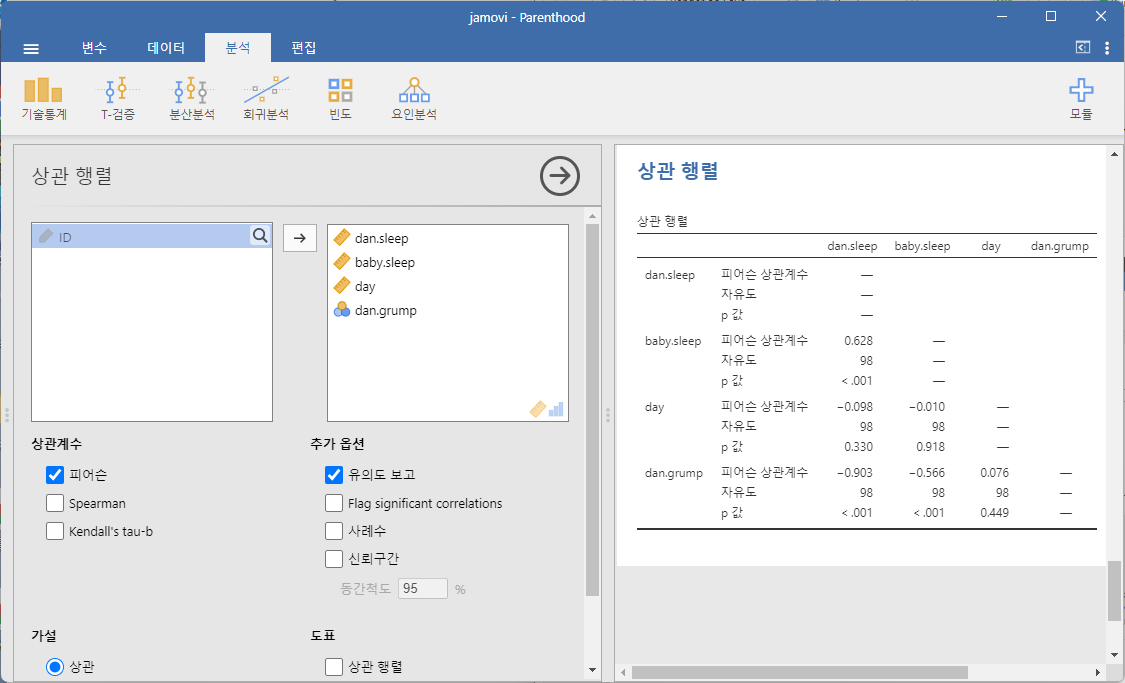 jamovi - Parenthood
변수 데이터 분석 편집
기술통계 T-검증 분산분석 회귀분석 빈도 요인분석 모듈
상관 행렬
ID
dan.sleep
baby.sleep
day
dan.grump
상관계수
피어슨
Spearman
Kendall's tau-b
추가 옵션
유의도 보고
Flag significant correlations
사례수
신뢰구간
동간척도 95 %
가설
상관
도표
상관 행렬
상관 행렬
상관 행렬
dan.sleep baby.sleep day dan.grump
dan.sleep 피어슨 상관계수 —
자유도 —
p 값 —
baby.sleep 피어슨 상관계수 0.628 —
자유도 98 —
p 값 < .001 —
day 피어슨 상관계수 −0.098 −0.010 —
자유도 98 98 —
p 값 0.330 0.918 —
dan.grump 피어슨 상관계수 −0.903 −0.566 0.076 —
자유도 98 98 98 —
p 값 < .001 < .001 0.449 —